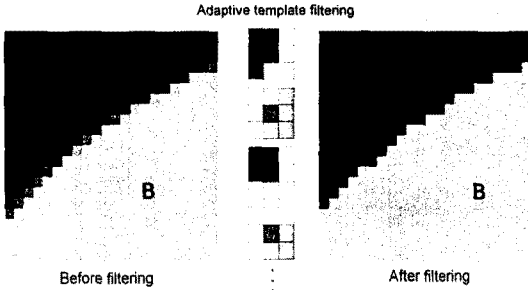 Adaptive template filtering
B
B
Before filtering
After filtering